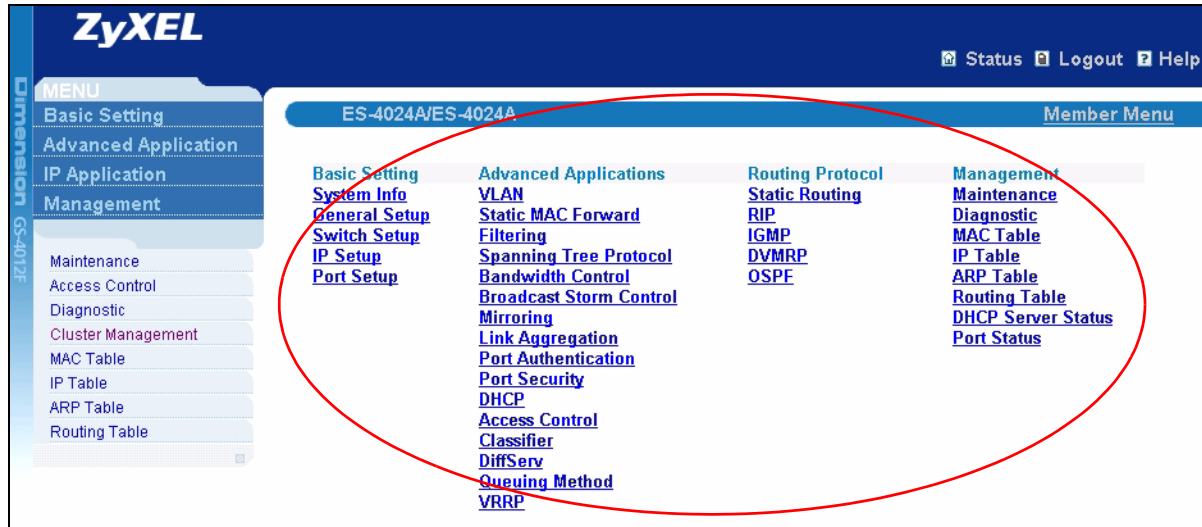 ZyXEL
Status Logout Help
Dimension GS-4012F
MENU
Basic Setting
Advanced Application
IP Application
Management
Maintenance
Access Control
Diagnostic
Cluster Management
MAC Table
IP Table
ARP Table
Routing Table
ES-4024A/ES-4024A
Member Menu
Basic Setting
System Info
General Setup
Switch Setup
IP Setup
Port Setup
Advanced Applications
VLAN
Static MAC Forward
Filtering
Spanning Tree Protocol
Bandwidth Control
Broadcast Storm Control
Mirroring
Link Aggregation
Port Authentication
Port Security
DHCP
Access Control
Classifier
DiffServ
Queuing Method
VRRP
Routing Protocol
Static Routing
RIP
IGMP
DVMRP
OSPF
Management
Maintenance
Diagnostic
MAC Table
IP Table
ARP Table
Routing Table
DHCP Server Status
Port Status